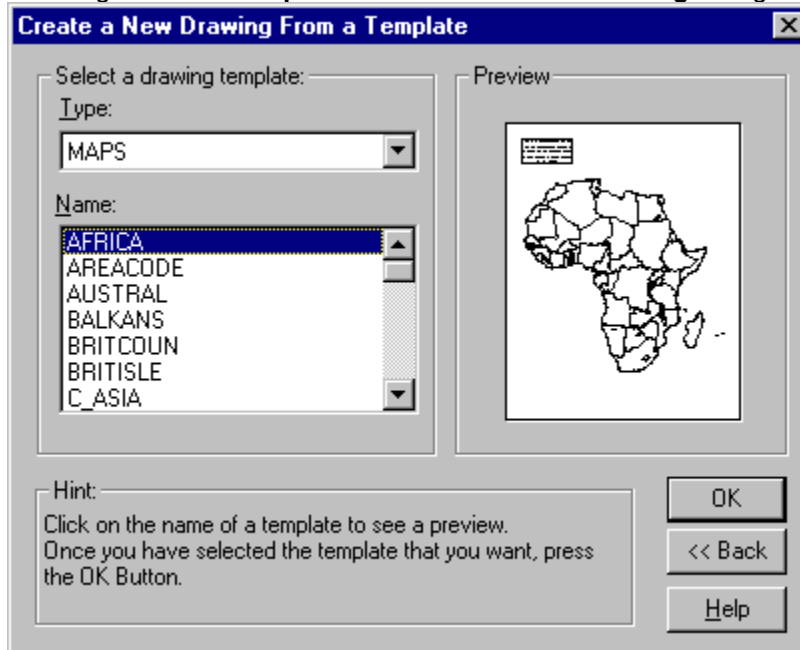 Create a New Drawing From a Template
Select a drawing template:
Type:
MAPS
Name:
AFRICA
AREACODE
AUSTRAL
BALKANS
BRITCOUN
BRITISLE
C_ASIA
Preview
Hint:
Click on the name of a template to see a preview.
Once you have selected the template that you want, press
the OK Button.
OK
<< Back
Help